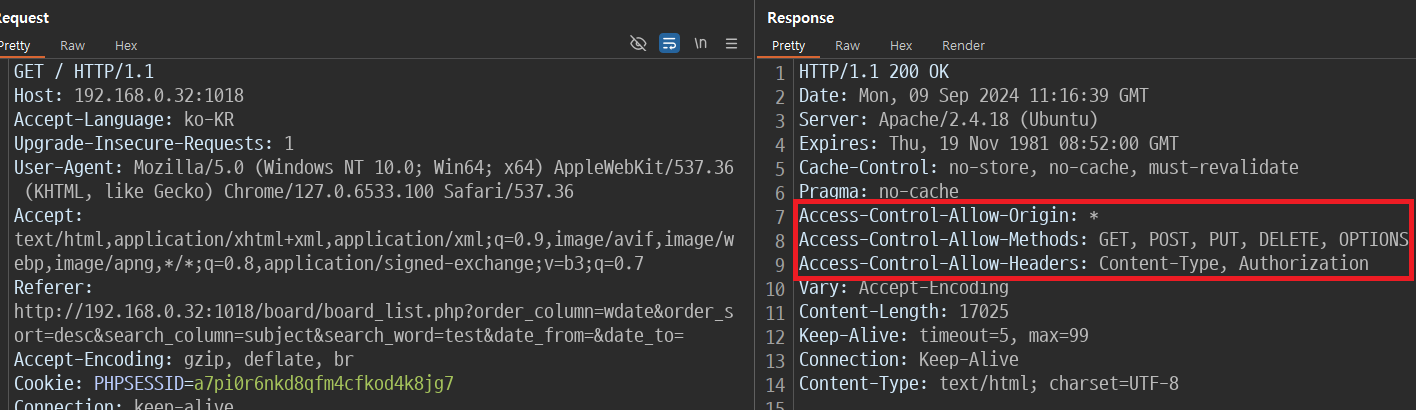 Request
Pretty Raw Hex \n
GET / HTTP/1.1
Host: 192.168.0.32:1018
Accept-Language: ko-KR
Upgrade-Insecure-Requests: 1
User-Agent: Mozilla/5.0 (Windows NT 10.0; Win64; x64) AppleWebKit/537.36
(KHTML, like Gecko) Chrome/127.0.6533.100 Safari/537.36
Accept:
text/html,application/xhtml+xml,application/xml;q=0.9,image/avif,image/w
ebp,image/apng,*/*;q=0.8,application/signed-exchange;v=b3;q=0.7
Referer:
http://192.168.0.32:1018/board/board_list.php?order_column=wdate&order_s
ort=desc&search_column=subject&search_word=test&date_from=&date_to=
Accept-Encoding: gzip, deflate, br
Cookie: PHPSESSID=a7pi0r6nkd8qfm4cfkod4k8jg7
Connection: keep-alive
Response
Pretty Raw Hex Render
1 HTTP/1.1 200 OK
2 Date: Mon, 09 Sep 2024 11:16:39 GMT
3 Server: Apache/2.4.18 (Ubuntu)
4 Expires: Thu, 19 Nov 1981 08:52:00 GMT
5 Cache-Control: no-store, no-cache, must-revalidate
6 Pragma: no-cache
7 Access-Control-Allow-Origin: *
8 Access-Control-Allow-Methods: GET, POST, PUT, DELETE, OPTIONS
9 Access-Control-Allow-Headers: Content-Type, Authorization
10 Vary: Accept-Encoding
11 Content-Length: 17025
12 Keep-Alive: timeout=5, max=99
13 Connection: Keep-Alive
14 Content-Type: text/html; charset=UTF-8
15